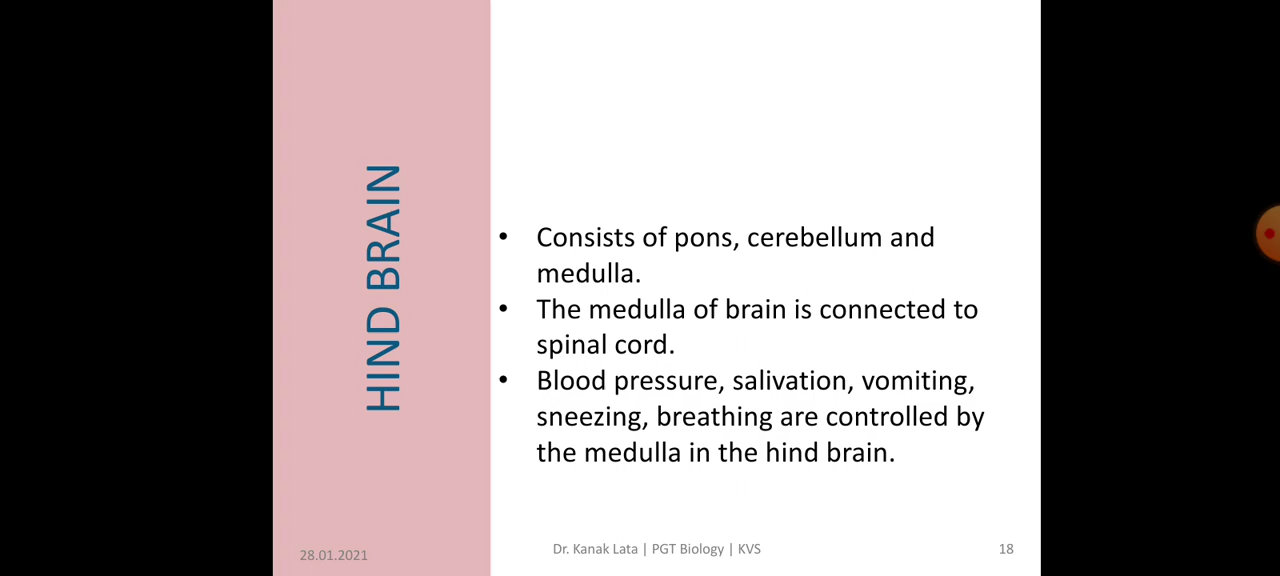 HIND BRAIN
• Consists of pons, cerebellum and
medulla.
• The medulla of brain is connected to
spinal cord.
• Blood pressure, salivation, vomiting,
sneezing, breathing are controlled by
the medulla in the hind brain.
28.01.2021
Dr. Kanak Lata | PGT Biology | KVS
18